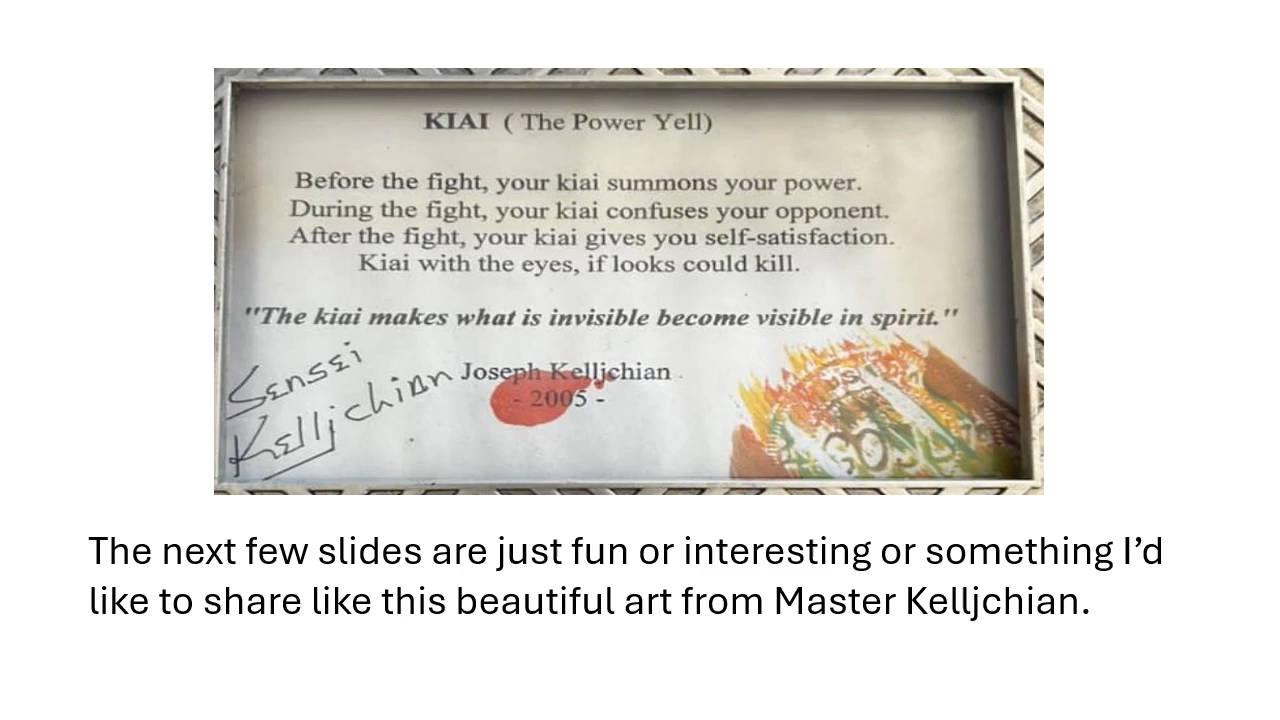 KIAI ( The Power Yell)
Before the fight, your kiai summons your power.
During the fight, your kiai confuses your opponent.
After the fight, your kiai gives you self-satisfaction.
Kiai with the eyes, if looks could kill.
"The kiai makes what is invisible become visible in spirit."
Sensei
Kelljchian
Joseph Kelljchian
- 2005 -
The next few slides are just fun or interesting or something I’d
like to share like this beautiful art from Master Kelljchian.